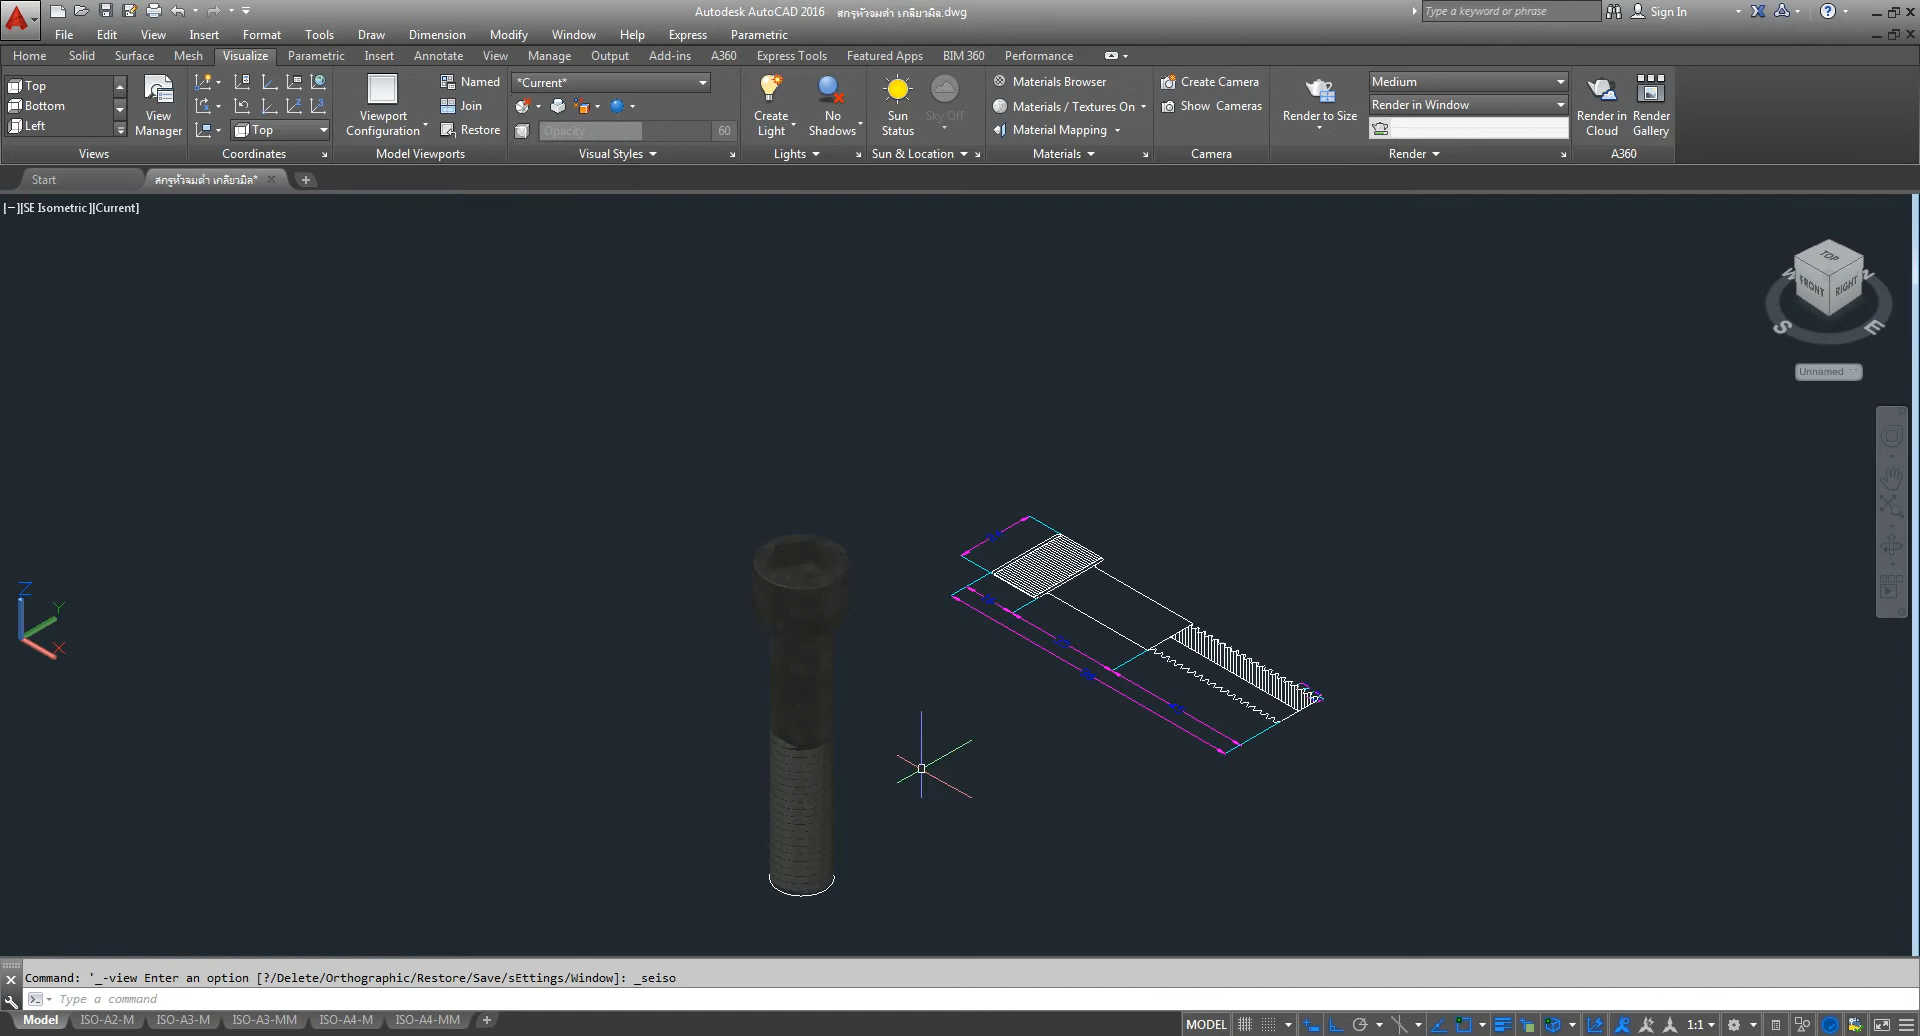 Autodesk AutoCAD 2016 สกรูหัวจมดำ เกลียวมิล.dwg
Type a keyword or phrase
Sign In
File Edit View Insert Format Tools Draw Dimension Modify Window Help Express Parametric
Home Solid Surface Mesh Visualize Parametric Insert Annotate View Manage Output Add-ins A360 Express Tools Featured Apps BIM 360 Performance
Top
Bottom
Left
View
Manager
Views
Top
Coordinates
Viewport
Configuration
Named
Join
Restore
Model Viewports
*Current*
Opacity 60
Visual Styles
Create
Light
No
Shadows
Lights
Sun
Status
Sky Off
Sun & Location
Materials Browser
Materials / Textures On
Material Mapping
Materials
Create Camera
Show Cameras
Camera
Render to Size
Medium
Render in Window
Render
Render in
Cloud
Render
Gallery
A360
Start
สกรูหัวจมดำ เกลียวมิล*
[−][SE Isometric][Current]
TOP
FRONT
RIGHT
W
N
S
E
Unnamed
Z
Y
X
Command: '_-view Enter an option [?/Delete/Orthographic/Restore/Save/sEttings/Window]: _seiso
Type a command
Model ISO-A2-M ISO-A3-M ISO-A3-MM ISO-A4-M ISO-A4-MM
MODEL
1:1